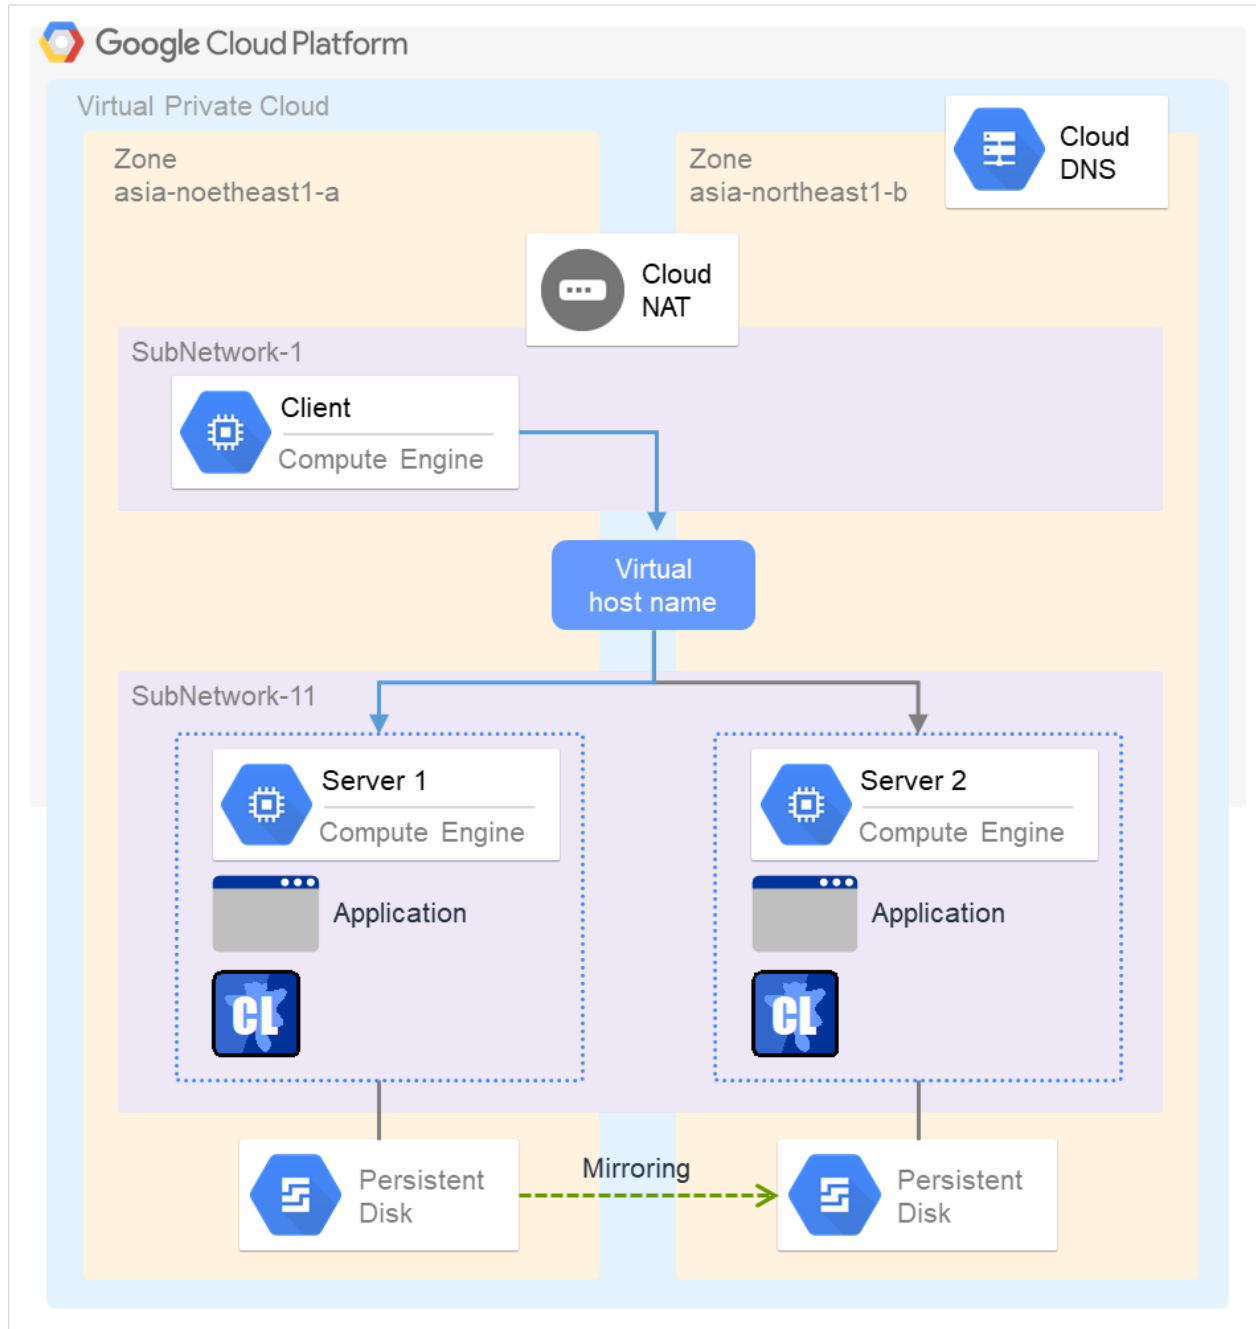 Google Cloud Platform
Virtual Private Cloud
Cloud
DNS
Zone
asia-noetheast1-a
Zone
asia-northeast1-b
Cloud
NAT
SubNetwork-1
Client
Compute Engine
Virtual
host name
SubNetwork-11
Server 1
Compute Engine
Application
CL
Server 2
Compute Engine
Application
CL
Persistent
Disk
Mirroring
Persistent
Disk